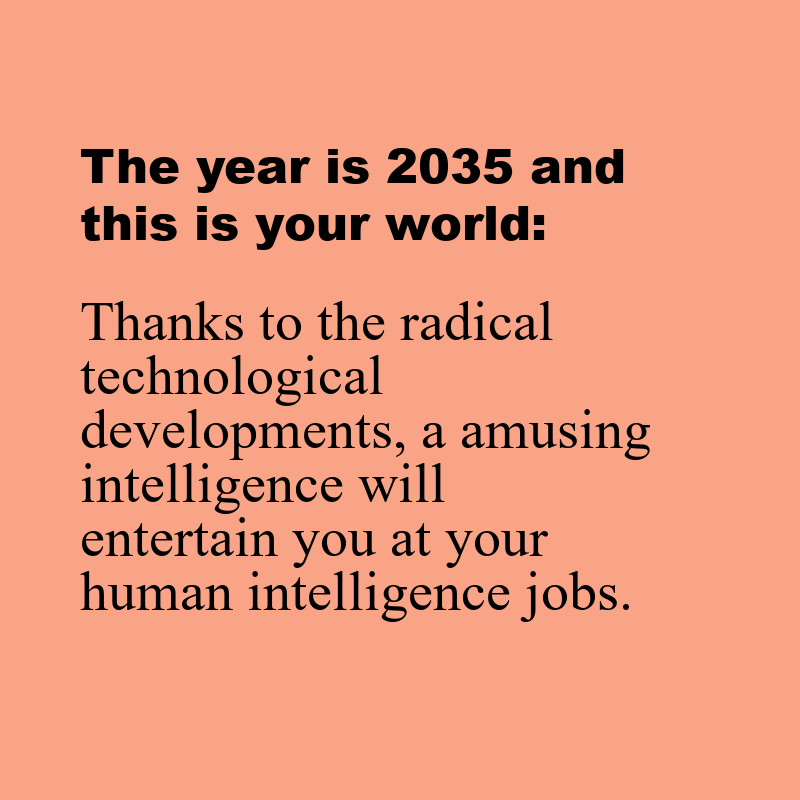 The year is 2035 and
this is your world:
Thanks to the radical
technological
developments, a amusing
intelligence will
entertain you at your
human intelligence jobs.